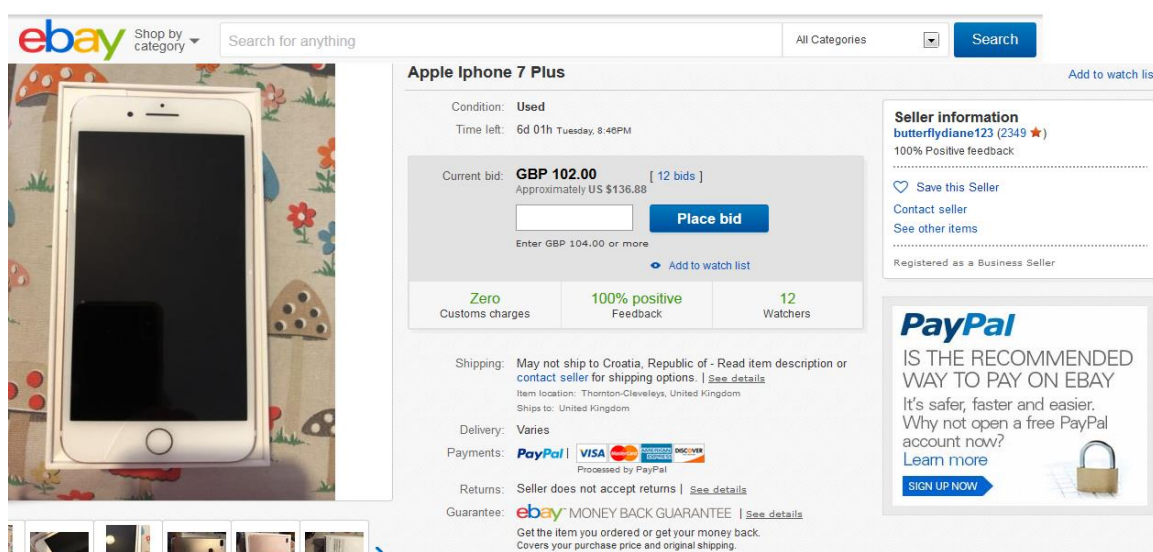 ebay
Shop by
category
Search for anything
All Categories
Search
Apple Iphone 7 Plus
Add to watch lis
Condition: Used
Time left: 6d 01h Tuesday, 8:46PM
Current bid: GBP 102.00 [ 12 bids ]
Approximately US $136.88
Place bid
Enter GBP 104.00 or more
Add to watch list
Zero
Customs charges
100% positive
Feedback
12
Watchers
Shipping: May not ship to Croatia, Republic of - Read item description or
contact seller for shipping options. | See details
Item location: Thornton-Cleveleys, United Kingdom
Ships to: United Kingdom
Delivery: Varies
Payments: PayPal | VISA MasterCard AMERICAN EXPRESS DISCOVER
Processed by PayPal
Returns: Seller does not accept returns | See details
Guarantee: ebay MONEY BACK GUARANTEE | See details
Get the item you ordered or get your money back.
Covers your purchase price and original shipping.
Seller information
butterflydiane123 (2349)
100% Positive feedback
Save this Seller
Contact seller
See other items
Registered as a Business Seller
PayPal
IS THE RECOMMENDED
WAY TO PAY ON EBAY
It's safer, faster and easier.
Why not open a free PayPal
account now?
Learn more
SIGN UP NOW